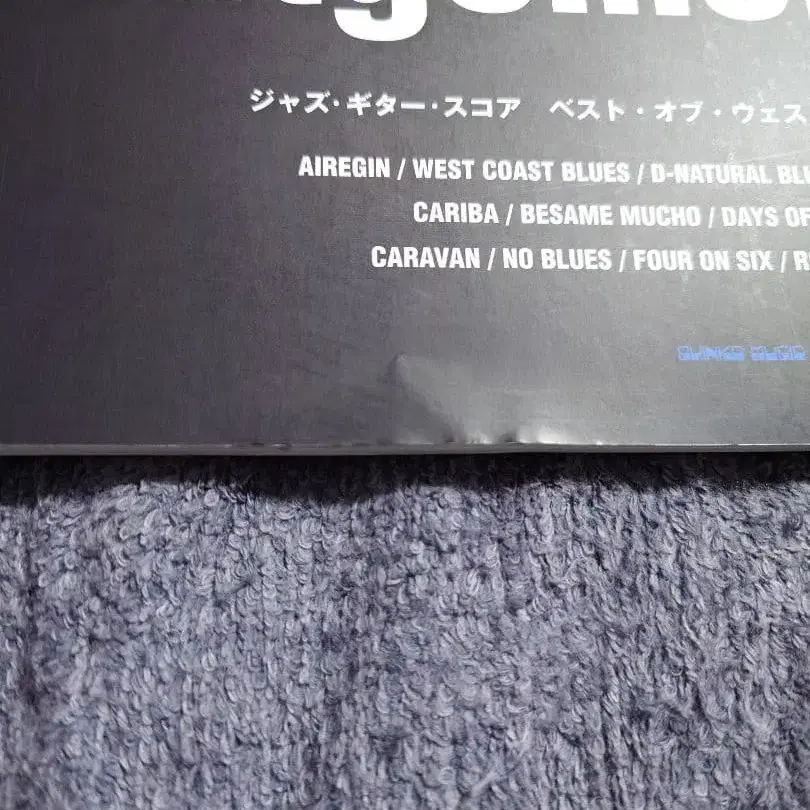 ジャズ・ギター・スコア　ベスト・オブ・ウェス
AIREGIN / WEST COAST BLUES / D-NATURAL BLU
CARIBA / BESAME MUCHO / DAYS OF
CARAVAN / NO BLUES / FOUR ON SIX / R